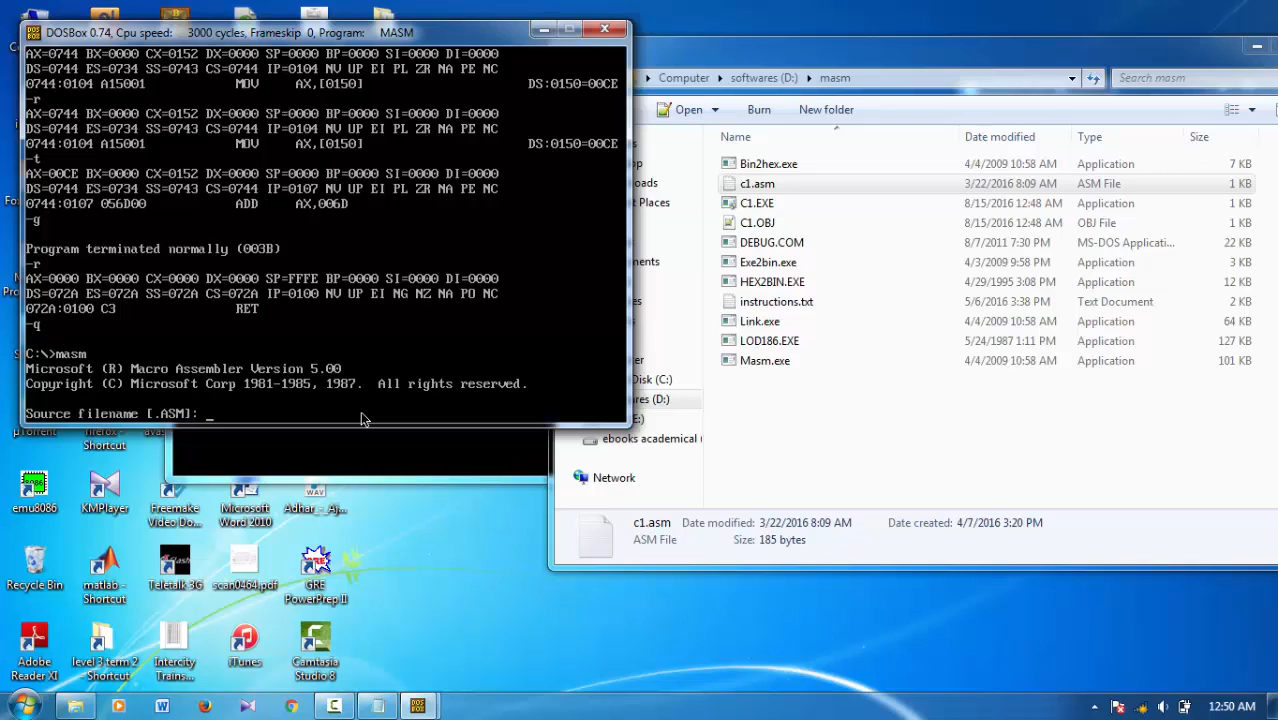 DOSBox 0.74, Cpu speed: 3000 cycles, Frameskip 0, Program: MASM
AX=0744 BX=0000 CX=0152 DX=0000 SP=0000 BP=0000 SI=0000 DI=0000
DS=0734 ES=0734 SS=0743 CS=0744 IP=0104 NV UP EI PL ZR NA PE NC
0744:0104 A15001 MOV AX,[0150] DS:0150=00CE
-r
AX=0744 BX=0000 CX=0152 DX=0000 SP=0000 BP=0000 SI=0000 DI=0000
DS=0734 ES=0734 SS=0743 CS=0744 IP=0104 NV UP EI PL ZR NA PE NC
0744:0104 A15001 MOV AX,[0150] DS:0150=00CE
-t
AX=00CE BX=0000 CX=0152 DX=0000 SP=0000 BP=0000 SI=0000 DI=0000
DS=0734 ES=0734 SS=0743 CS=0744 IP=0107 NV UP EI PL ZR NA PE NC
0744:0107 056D00 ADD AX,006D
-g
Program terminated normally (003B)
-r
AX=0000 BX=0000 CX=0000 DX=0000 SP=FFFE BP=0000 SI=0000 DI=0000
DS=072A ES=072A SS=072A CS=072A IP=0100 NV UP EI NG NZ NA PO NC
072A:0100 C3 RET
-q
C:\>masm
Microsoft (R) Macro Assembler Version 5.00
Copyright (C) Microsoft Corp 1981-1985, 1987. All rights reserved.
Source filename [.ASM]: _
Computer softwares (D:) masm
Search masm
Open Burn New folder
Name Date modified Type Size
Bin2hex.exe 4/4/2009 10:58 AM Application 7 KB
c1.asm 3/22/2016 8:09 AM ASM File 1 KB
C1.EXE 8/15/2016 12:48 AM Application 1 KB
C1.OBJ 8/15/2016 12:48 AM OBJ File 1 KB
DEBUG.COM 8/7/2011 7:30 PM MS-DOS Applicati... 22 KB
Exe2bin.exe 4/3/2009 9:58 AM Application 3 KB
HEX2BIN.EXE 4/29/1995 3:08 PM Application 12 KB
instructions.txt 5/6/2016 3:38 PM Text Document 2 KB
Link.exe 4/4/2009 10:58 AM Application 64 KB
LOD186.EXE 5/24/1987 1:11 PM Application 127 KB
Masm.exe 4/4/2009 10:58 AM Application 101 KB
Disk (C:)
res (D:)
E:)
ebooks academical (
Network
c1.asm Date modified: 3/22/2016 8:09 AM Date created: 4/7/2016 3:20 PM
ASM File Size: 185 bytes
µTorrent
Shortcut
emu8086
KMPlayer
Freemake Video Do...
Microsoft Word 2010
Adhar_-_Aj...
Recycle Bin
matlab - Shortcut
Teletalk 3G
scan0464.pdf
GRE PowerPrep II
Adobe Reader XI
level 3 term 2 - Shortcut
Intercity Trains...
iTunes
Camtasia Studio 8
12:50 AM